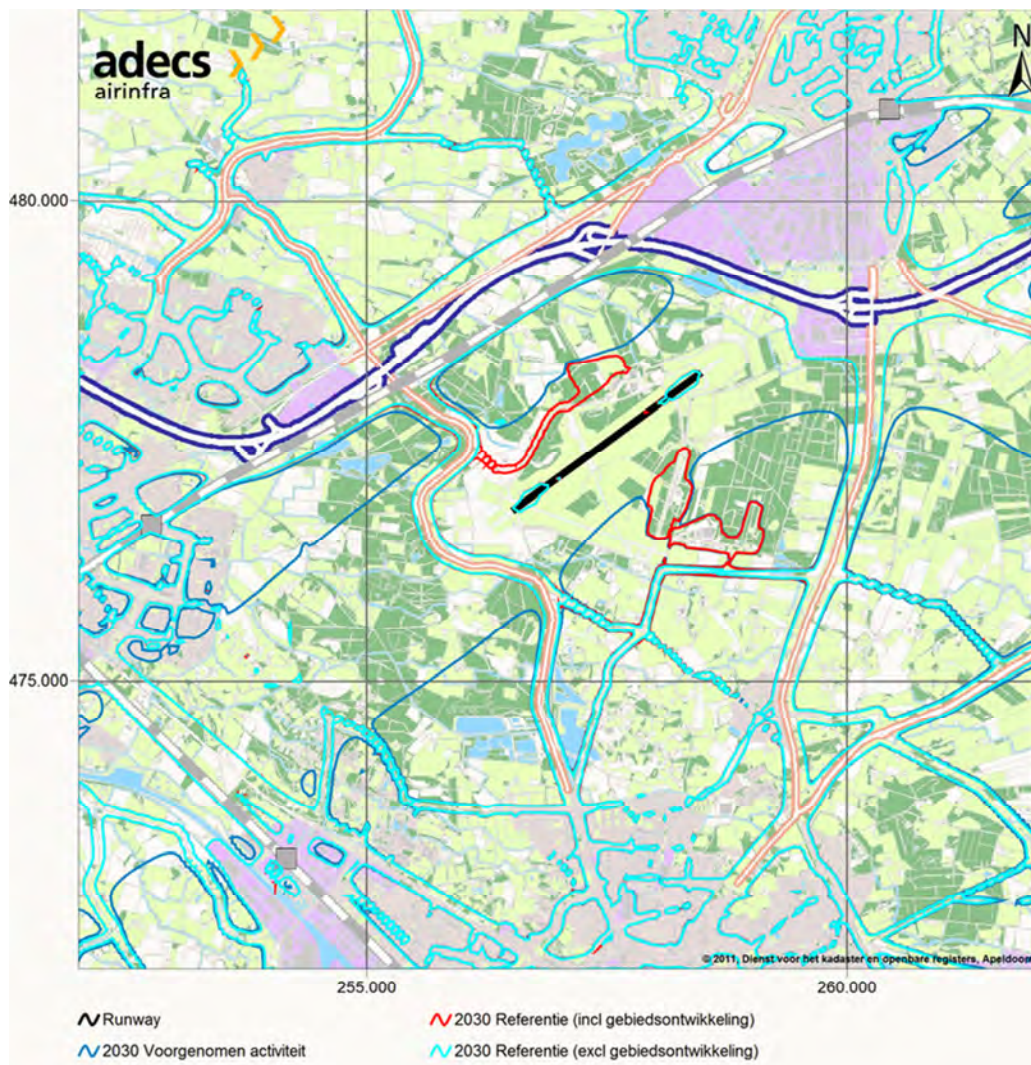 adecs
airinfra
N
480.000
475.000
© 2011, Dienst voor het kadaster en openbare registers, Apeldoorn
255.000
260.000
Runway
2030 Referentie (incl gebiedsontwikkeling)
2030 Voorgenomen activiteit
2030 Referentie (excl gebiedsontwikkeling)